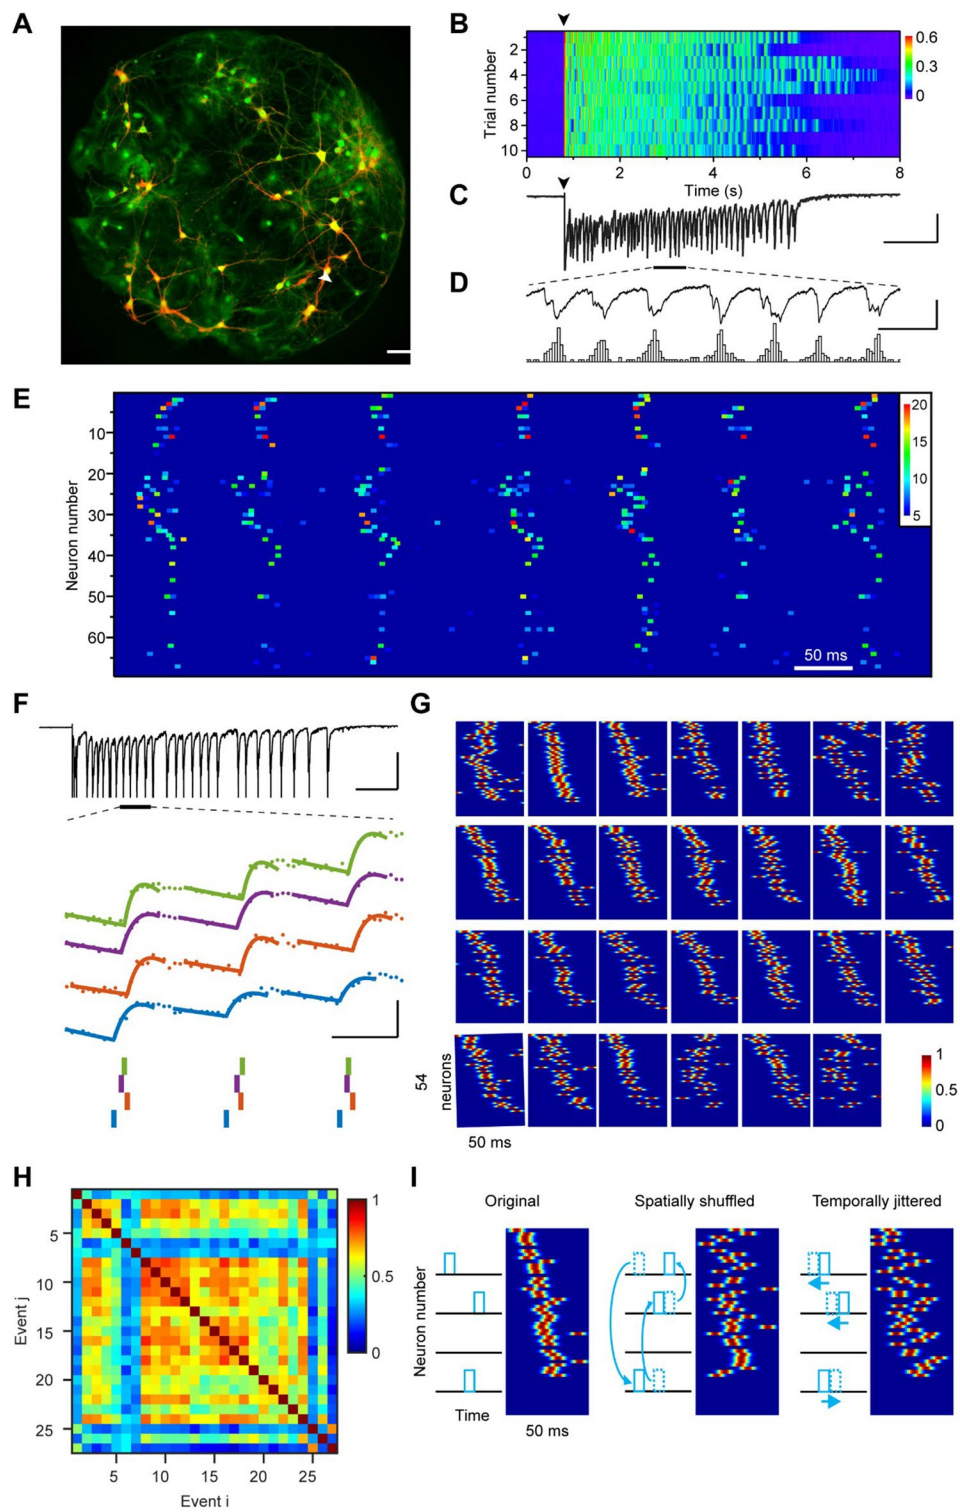 A
B
Trial number
2
4
6
8
10
0
2
4
6
8
Time (s)
0.6
0.3
0
C
D
E
Neuron number
10
20
30
40
50
60
20
15
10
5
50 ms
F
G
54
neurons
50 ms
1
0.5
0
H
Event j
5
10
15
20
25
5
10
15
20
25
Event i
1
0.5
0
I
Original
Spatially shuffled
Temporally jittered
Neuron number
Time
50 ms